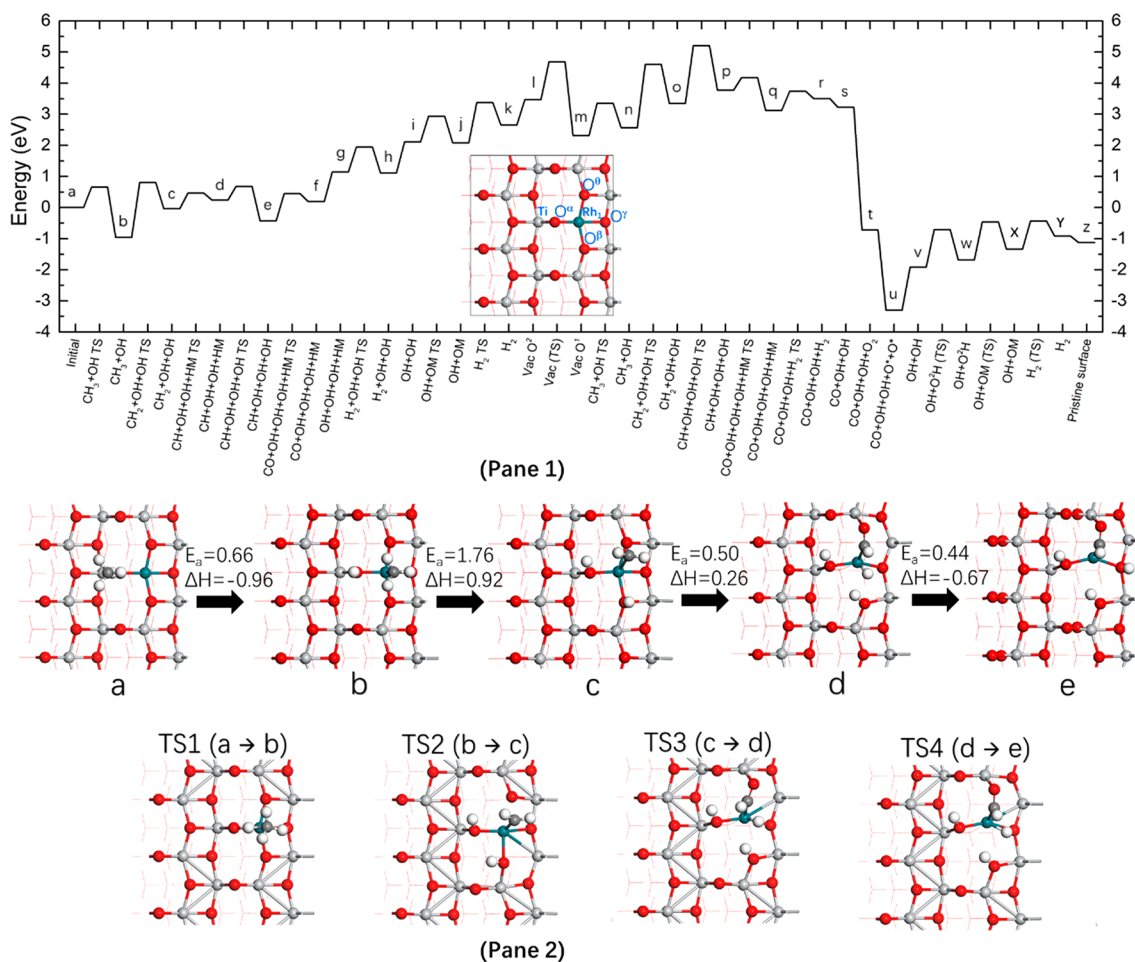 6
5
4
3
2
1
0
-1
-2
-3
-4
Energy (eV)
6
5
4
3
2
1
0
-1
-2
-3
-4
a
b
c
d
e
f
g
h
i
j
k
l
m
n
o
p
q
r
s
t
u
v
w
x
Y
z
Ti
Oα
Rh1
Oγ
Oθ
Oβ
Initial
CH3+OH TS
CH3+OH
CH2+OH+OH TS
CH2+OH+OH
CH+OH+OH+HM TS
CH+OH+OH+HM
CH+OH+OH+OH TS
CH+OH+OH+OH
CO+OH+OH+OH+HM TS
CO+OH+OH+OH+HM
OH+OH+OH+HM
H2+OH+OH TS
H2+OH+OH
OH+OH
OH+OM TS
OH+OM
H2 TS
H2
Vac O2
Vac (TS)
Vac O1
CH3+OH TS
CH3+OH
CH2+OH+OH TS
CH2+OH+OH
CH+OH+OH+OH TS
CH+OH+OH+OH
CO+OH+OH+OH+HM TS
CO+OH+OH+OH+HM
CO+OH+OH+H2 TS
CO+OH+OH+H2
CO+OH+OH
CO+OH+OH+O2
CO+OH+OH+O*+O*
OH+OH
OH+O2H (TS)
OH+O2H
OH+OM (TS)
OH+OM
H2 (TS)
H2
Pristine surface
(Pane 1)
Ea=0.66
ΔH=-0.96
Ea=1.76
ΔH=0.92
Ea=0.50
ΔH=0.26
Ea=0.44
ΔH=-0.67
a
b
c
d
e
TS1 (a → b)
TS2 (b → c)
TS3 (c → d)
TS4 (d → e)
(Pane 2)